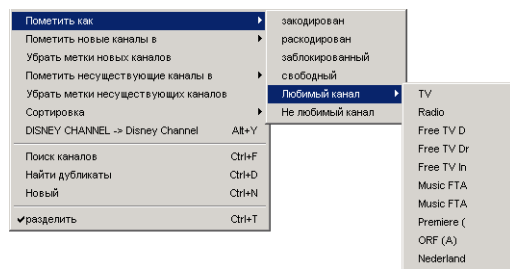 Пометить как
Пометить новые каналы в
Убрать метки новых каналов
Пометить несуществующие каналы в
Убрать метки несуществующих каналов
Сортировка
DISNEY CHANNEL -> Disney Channel Alt+Y
Поиск каналов Ctrl+F
Найти дубликаты Ctrl+D
Новый Ctrl+N
разделить Ctrl+T
закодирован
раскодирован
заблокированный
свободный
Любимый канал
Не любимый канал
TV
Radio
Free TV D
Free TV Dr
Free TV In
Music FTA
Music FTA
Premiere (
ORF (A)
Nederland